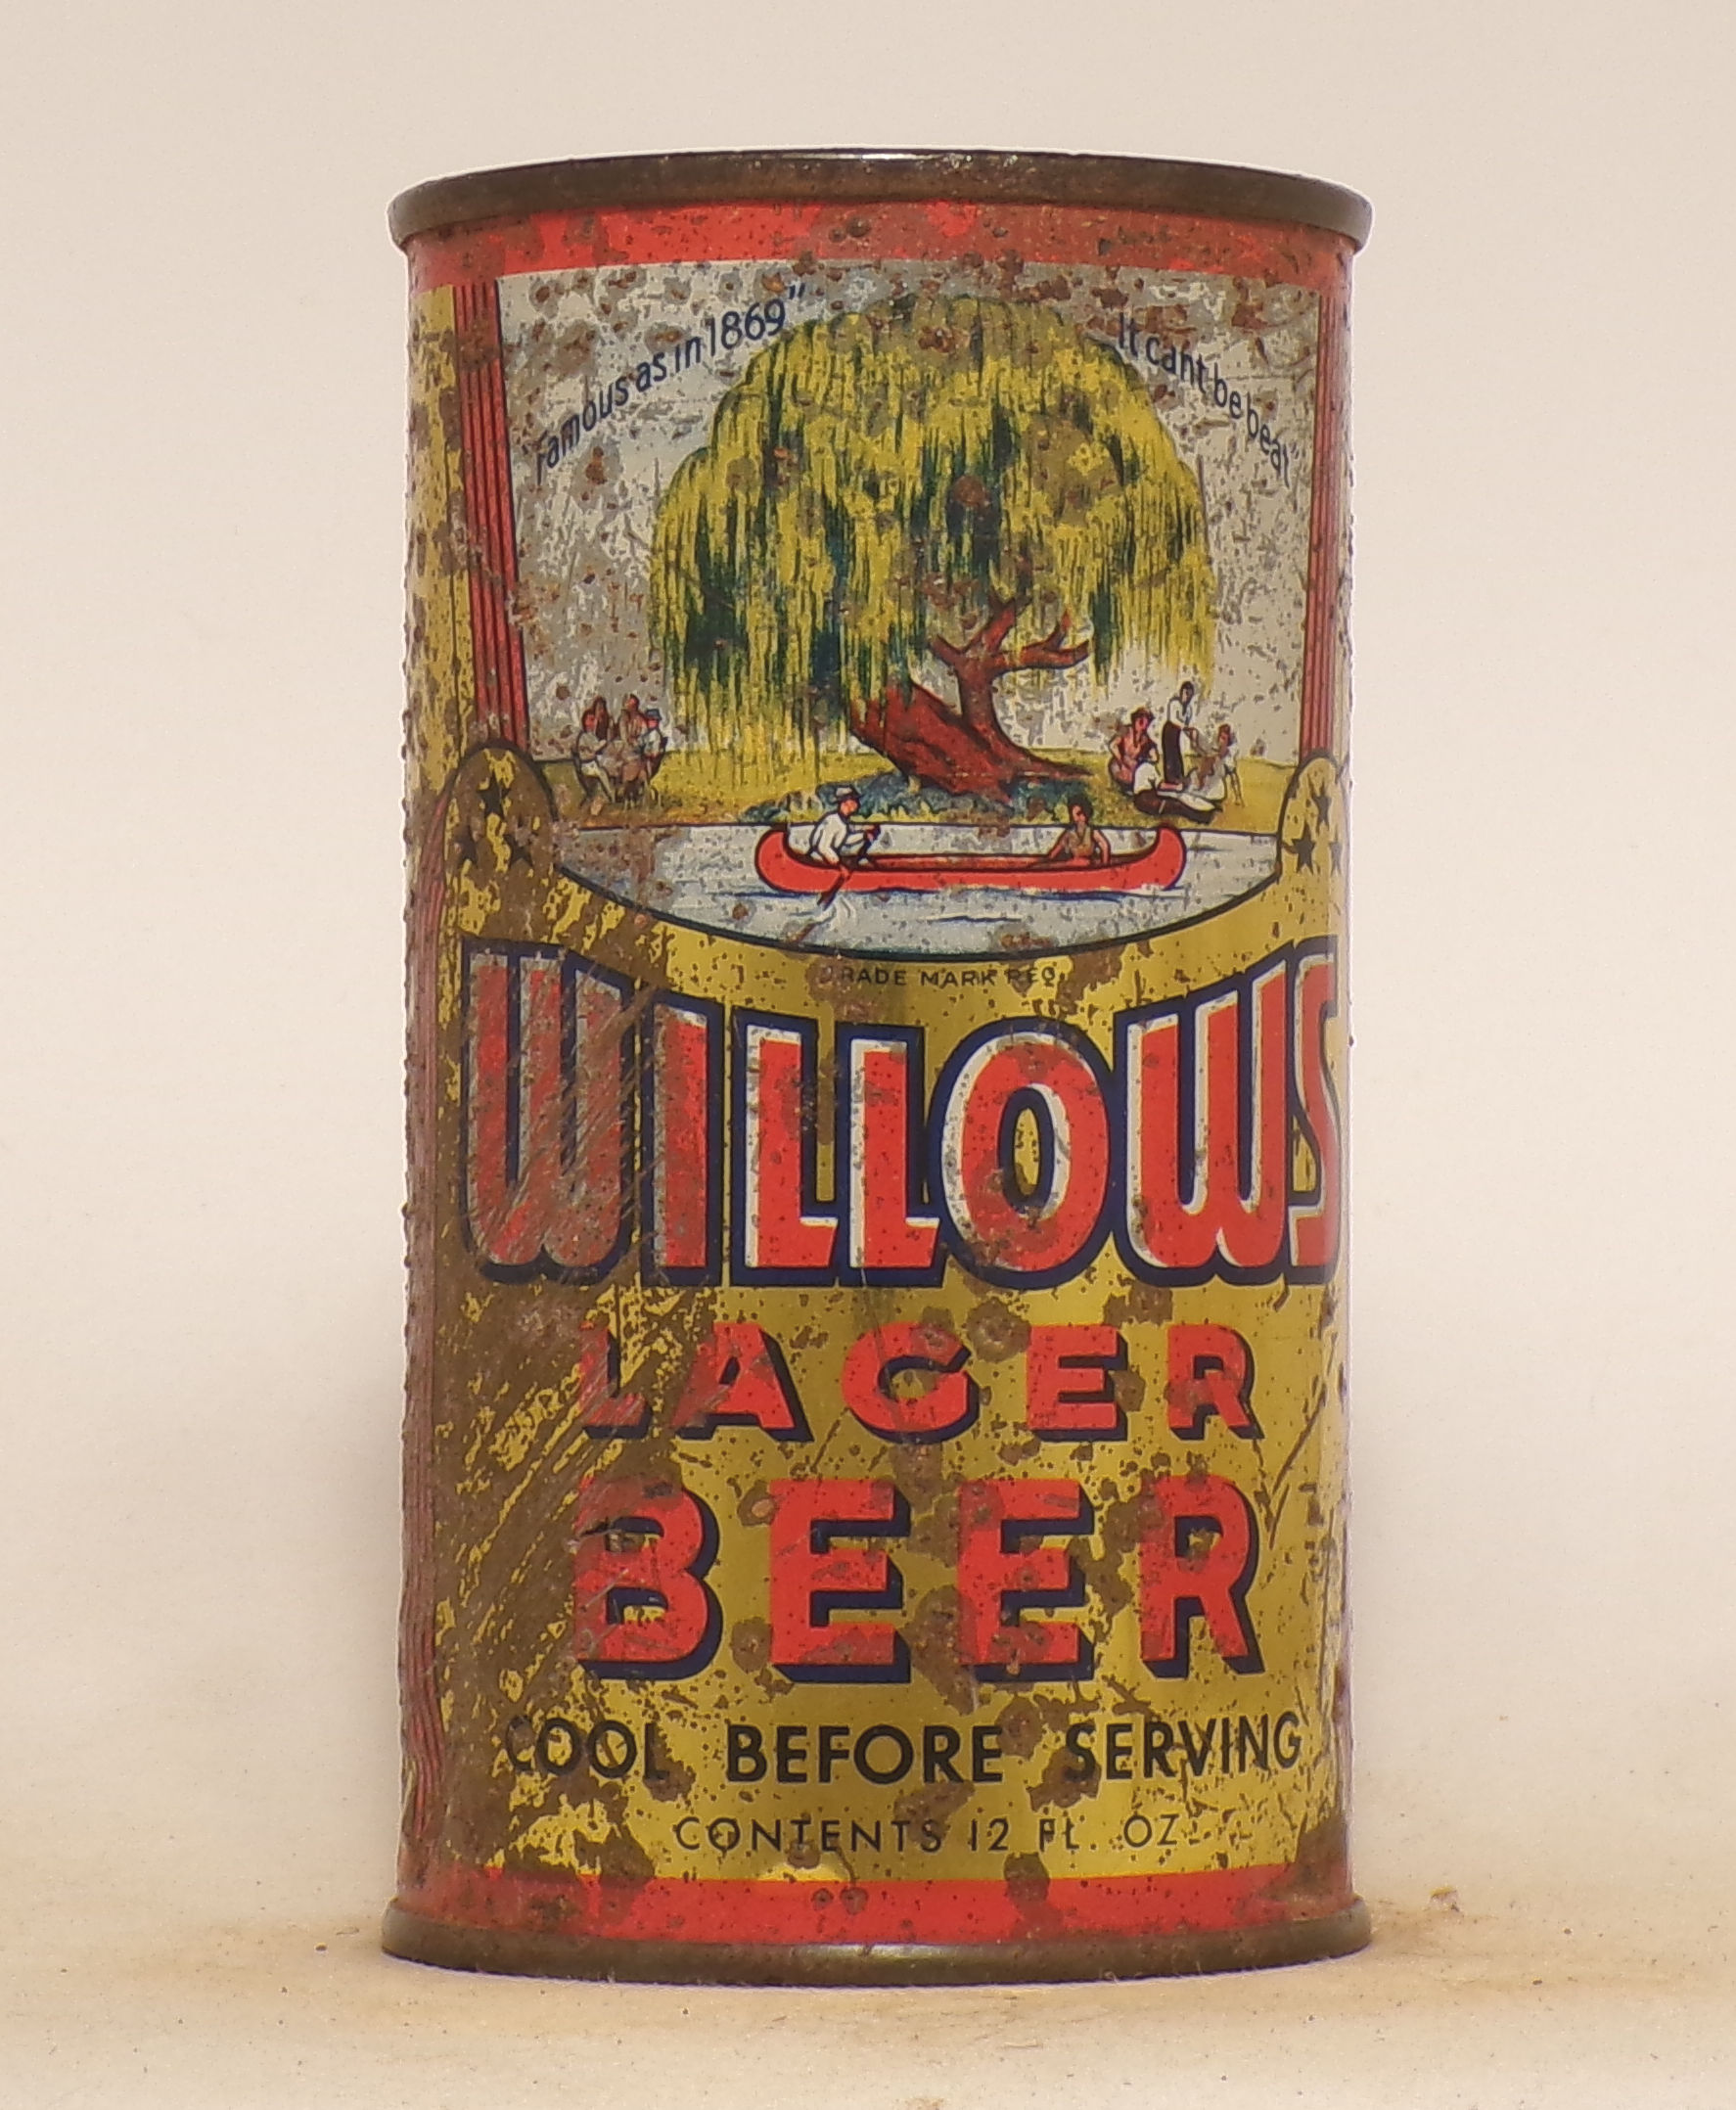 "Famous as in 1869"
"It cant be beat"
TRADE MARK REG.
WILLOWS
LAGER
BEER
COOL BEFORE SERVING
CONTENTS 12 FL. OZ.